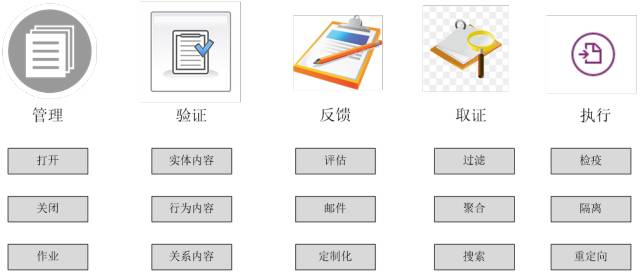 管理 验证 反馈 取证 执行
打开 实体内容 评估 过滤 检疫
关闭 行为内容 邮件 聚合 隔离
作业 关系内容 定制化 搜索 重定向